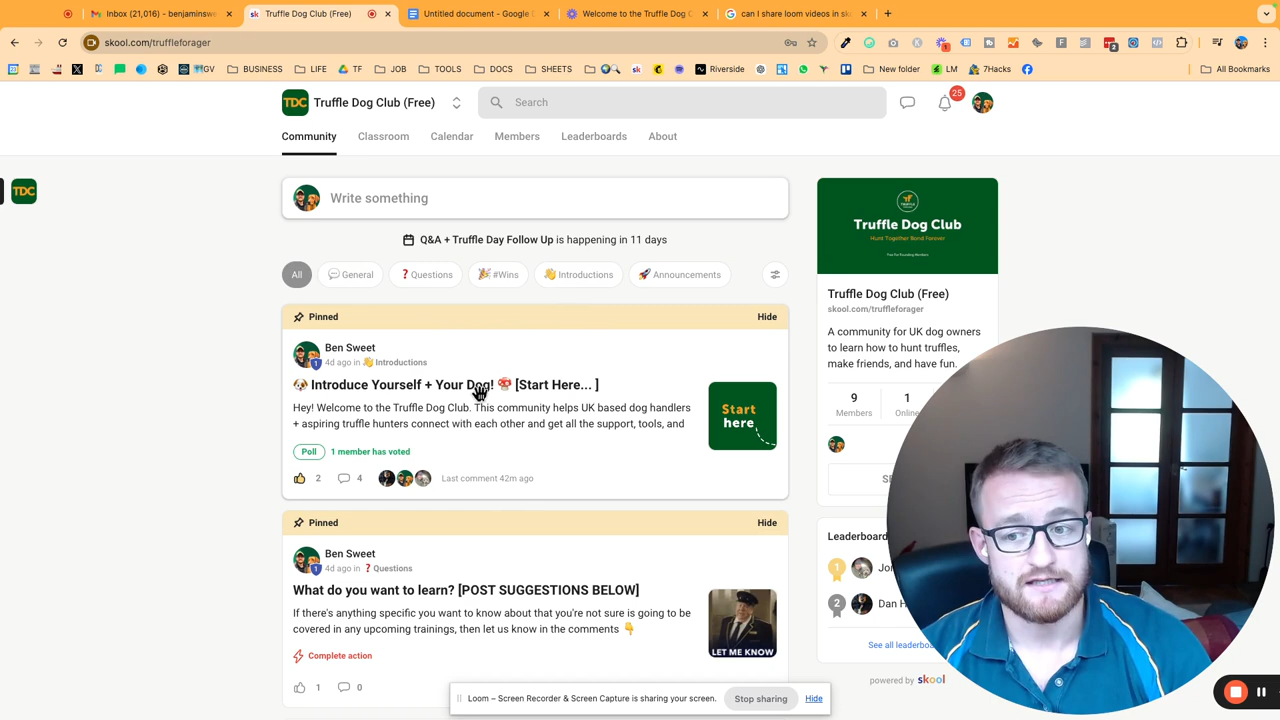 Inbox (21,016) - benjaminswe
Truffle Dog Club (Free)
Untitled document - Google D
Welcome to the Truffle Dog C
can I share loom videos in sk
skool.com/truffleforager
BUSINESS
LIFE
TF
JOB
TOOLS
DOCS
SHEETS
Riverside
New folder
LM
7Hacks
All Bookmarks
TDC
Truffle Dog Club (Free)
Search
25
Community
Classroom
Calendar
Members
Leaderboards
About
TDC
Write something
Q&A + Truffle Day Follow Up is happening in 11 days
All
General
Questions
#Wins
Introductions
Announcements
Pinned
Hide
Ben Sweet
4d ago in 👋 Introductions
🐶 Introduce Yourself + Your Dog! 🍄 [Start Here... ]
Hey! Welcome to the Truffle Dog Club. This community helps UK based dog handlers
+ aspiring truffle hunters connect with each other and get all the support, tools, and
Start
here
Poll
1 member has voted
2
4
Last comment 42m ago
Pinned
Hide
Ben Sweet
4d ago in ❓ Questions
What do you want to learn? [POST SUGGESTIONS BELOW]
If there's anything specific you want to know about that you're not sure is going to be
covered in any upcoming trainings, then let us know in the comments 👇
LET ME KNOW
Complete action
1
0
Truffle Dog Club
Hunt Together Bond Forever
Truffle Dog Club (Free)
skool.com/truffleforager
A community for UK dog owners
to learn how to hunt truffles,
make friends, and have fun.
9
Members
1
Online
Leaderboard
1
2
Dan H
See all leaderboa
powered by skool
Loom – Screen Recorder & Screen Capture is sharing your screen.
Stop sharing
Hide